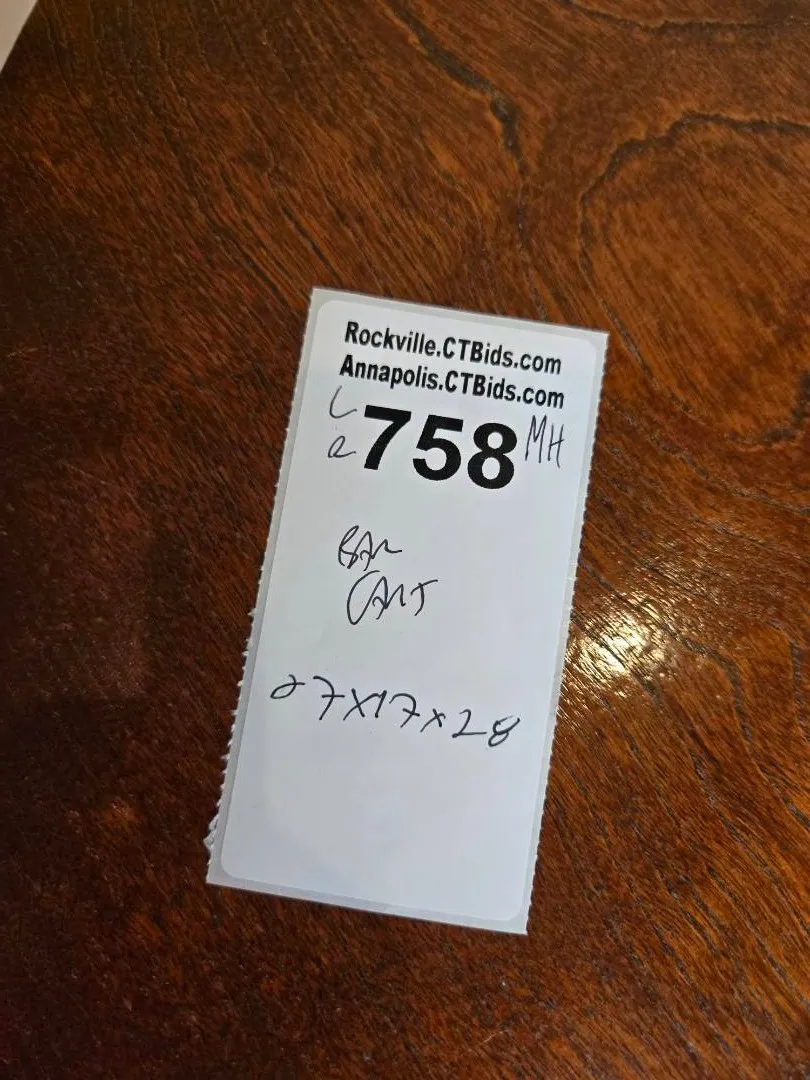 Rockville.CTBids.com
Annapolis.CTBids.com
L
R 758 MH
BAR
CART
27x17x28